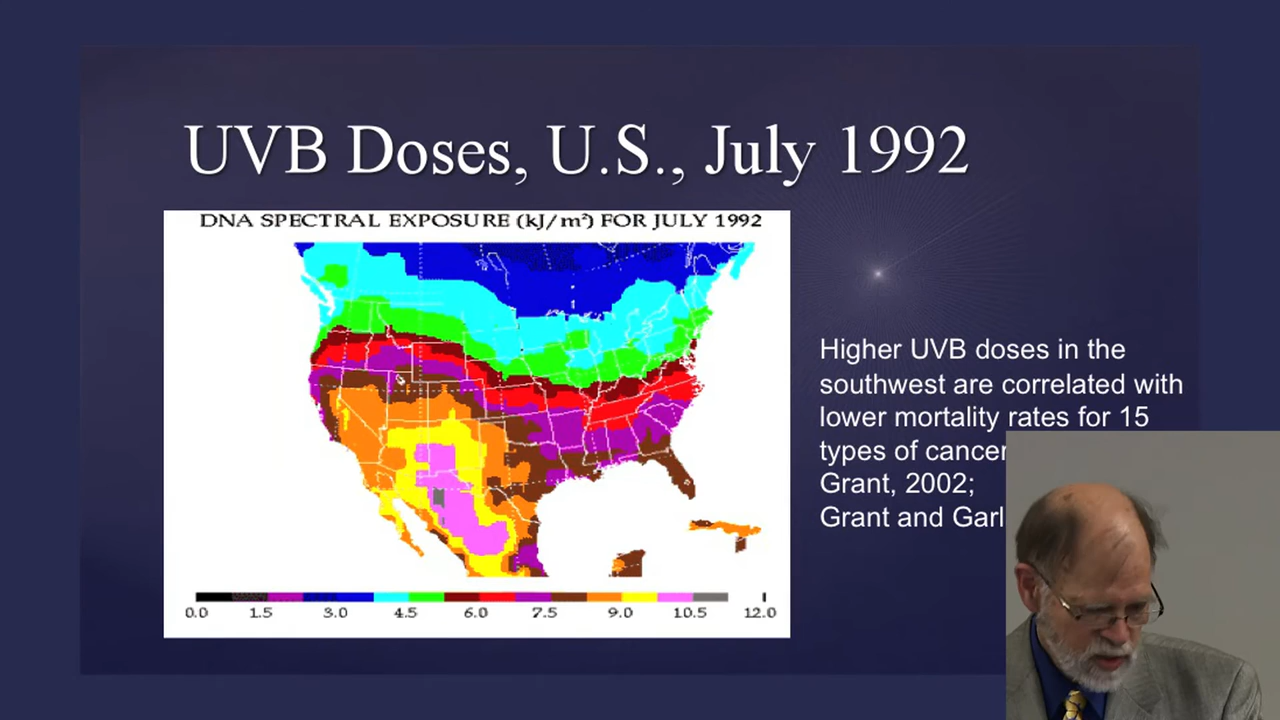 UVB Doses, U.S., July 1992
DNA SPECTRAL EXPOSURE (kJ/m²) FOR JULY 1992
0.0 1.5 3.0 4.5 6.0 7.5 9.0 10.5 12.0
Higher UVB doses in the
southwest are correlated with
lower mortality rates for 15
types of cancer
Grant, 2002;
Grant and